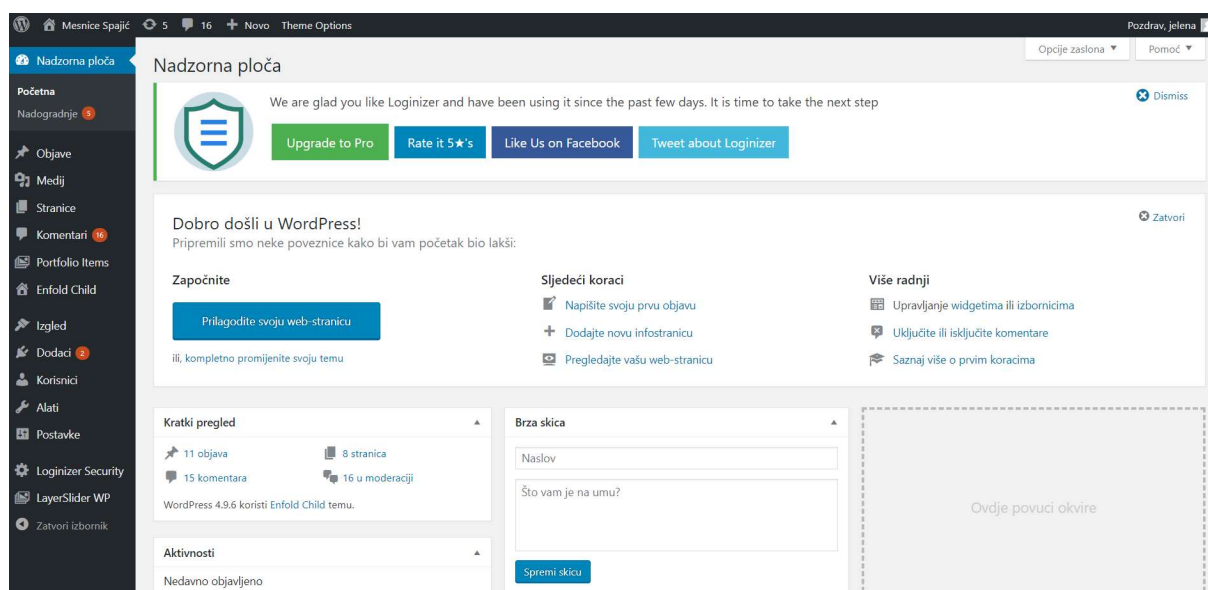 Mesnice Spajić 5 16 + Novo Theme Options Pozdrav, jelena
Opcije zaslona ▼ Pomoć ▼
Nadzorna ploča
Početna
Nadogradnje 5
Objave
Medij
Stranice
Komentari 16
Portfolio Items
Enfold Child
Izgled
Dodaci 2
Korisnici
Alati
Postavke
Loginizer Security
LayerSlider WP
Zatvori izbornik
Nadzorna ploča
We are glad you like Loginizer and have been using it since the past few days. It is time to take the next step
Dismiss
Upgrade to Pro Rate it 5★'s Like Us on Facebook Tweet about Loginizer
Dobro došli u WordPress!
Zatvori
Pripremili smo neke poveznice kako bi vam početak bio lakši:
Započnite
Prilagodite svoju web-stranicu
ili, kompletno promijenite svoju temu
Sljedeći koraci
Napišite svoju prvu objavu
Dodajte novu infostranicu
Pregledajte vašu web-stranicu
Više radnji
Upravljanje widgetima ili izbornicima
Uključite ili isključite komentare
Saznaj više o prvim koracima
Kratki pregled
11 objava 8 stranica
15 komentara 16 u moderaciji
WordPress 4.9.6 koristi Enfold Child temu.
Aktivnosti
Nedavno objavljeno
Brza skica
Naslov
Što vam je na umu?
Spremi skicu
Ovdje povuci okvire